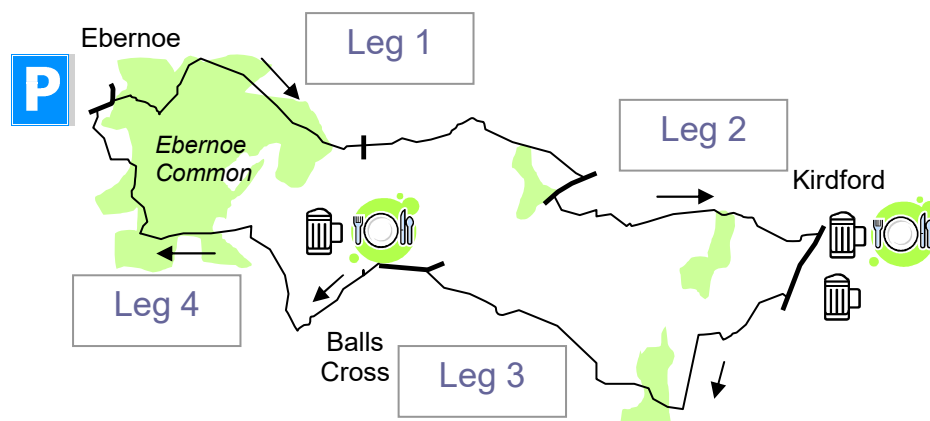 Ebernoe
Leg 1
P
Leg 2
Ebernoe
Common
Kirdford
Leg 4
Balls
Cross
Leg 3